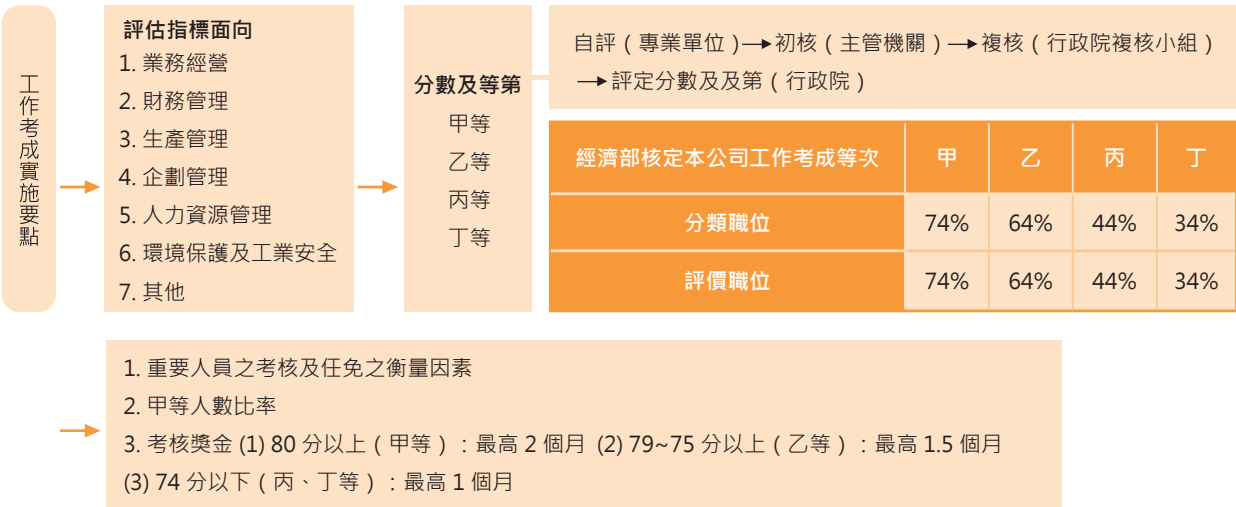 工作考成實施要點
評估指標面向
1. 業務經營
2. 財務管理
3. 生產管理
4. 企劃管理
5. 人力資源管理
6. 環境保護及工業安全
7. 其他
分數及等第
甲等
乙等
丙等
丁等
自評（專業單位）→初核（主管機關）→複核（行政院複核小組）
→評定分數及及第（行政院）
經濟部核定本公司工作考成等次 甲 乙 丙 丁
分類職位 74% 64% 44% 34%
評價職位 74% 64% 44% 34%
1. 重要人員之考核及任免之衡量因素
2. 甲等人數比率
3. 考核獎金 (1) 80 分以上（甲等）：最高 2 個月 (2) 79~75 分以上（乙等）：最高 1.5 個月
(3) 74 分以下（丙、丁等）：最高 1 個月